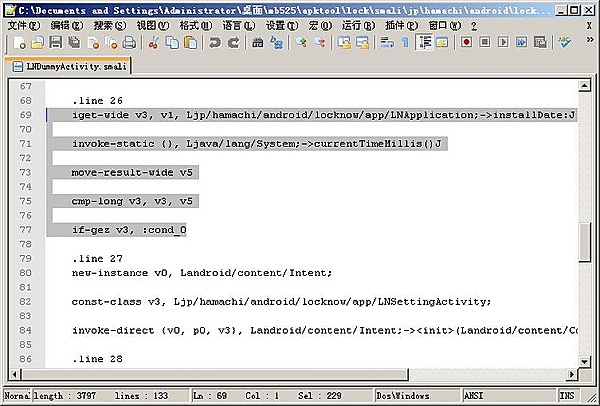 C:\Documents and Settings\Administrator\桌面\mb525\apktool\lock\smali\jp\hamachi\android\lock...
文件(F) 编辑(E) 搜索(S) 视图(V) 格式(M) 语言(L) 设置(T) 宏(O) 运行(R) 插件(P) 窗口(W) ? X
LNDummyActivity.smali
67
68 .line 26
69 iget-wide v3, v1, Ljp/hamachi/android/locknow/app/LNApplication;->installDate:J
70
71 invoke-static {}, Ljava/lang/System;->currentTimeMillis()J
72
73 move-result-wide v5
74
75 cmp-long v3, v3, v5
76
77 if-gez v3, :cond_0
78
79 .line 27
80 new-instance v0, Landroid/content/Intent;
81
82 const-class v3, Ljp/hamachi/android/locknow/app/LNSettingActivity;
83
84 invoke-direct {v0, p0, v3}, Landroid/content/Intent;-><init>(Landroid/content/Co
85
86 .line 28
Norma length : 3797 lines : 133 Ln : 69 Col : 1 Sel : 229 Dos\Windows ANSI INS